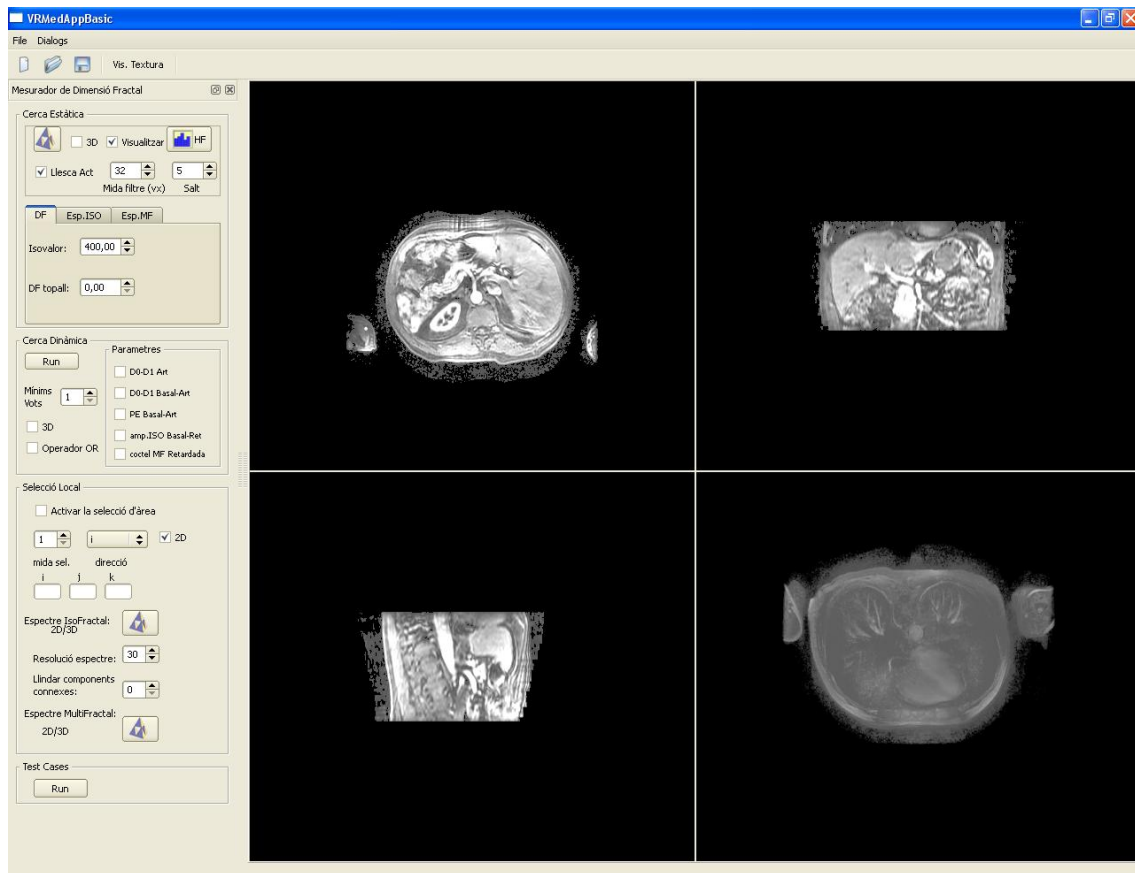 VRMedAppBasic
File Dialogs
Vis. Textura
Mesurador de Dimensió Fractal
Cerca Estàtica
3D Visualitzar HF
Llesca Act 32 5
Mida filtre (vx) Salt
DF Esp.ISO Esp.MF
Isovalor: 400,00
DF topall: 0,00
Cerca Dinàmica
Run
Mínims Vots 1
3D
Operador OR
Parametres
D0-D1 Art
D0-D1 Basal-Art
PE Basal-Art
amp.ISO Basal-Ret
coctel MF Retardada
Selecció Local
Activar la selecció d'àrea
1 i 2D
mida sel. direcció
i j k
Espectre IsoFractal:
2D/3D
Resolució espectre: 30
Llindar components
connexes: 0
Espectre MultiFractal:
2D/3D
Test Cases
Run